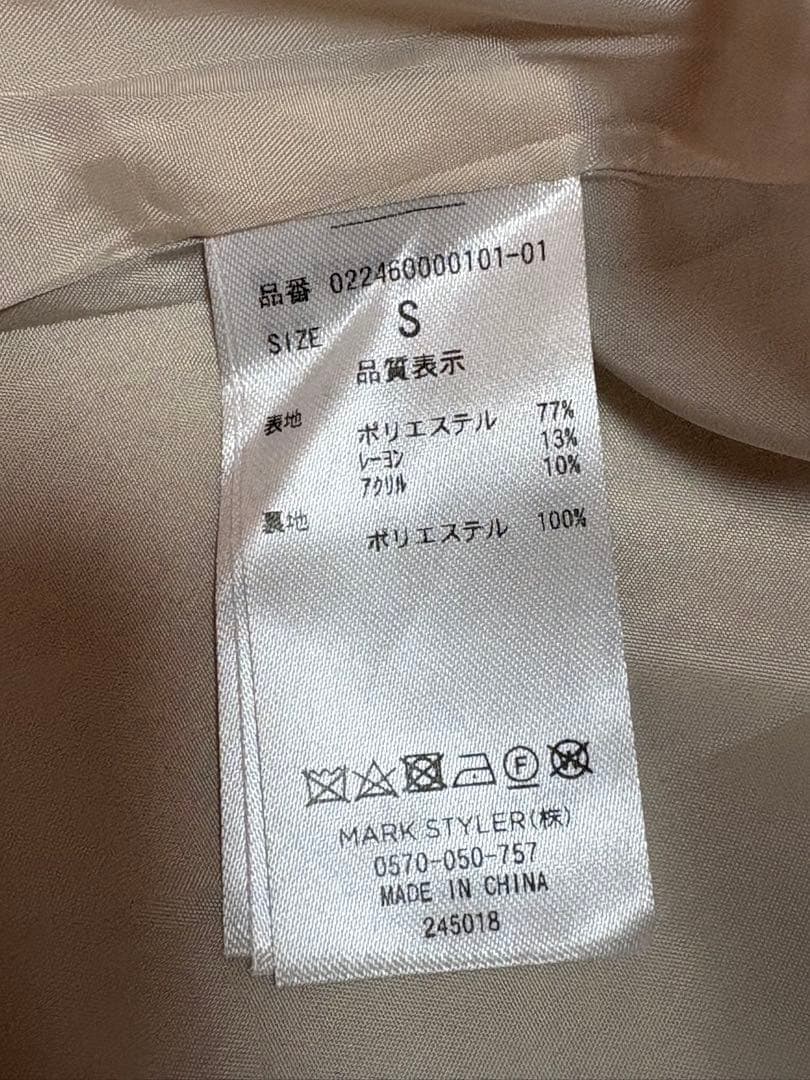 品番 022460000101-01
SIZE S
品質表示
表地 ポリエステル 77%
レーヨン 13%
アクリル 10%
裏地 ポリエステル 100%
F W
MARK STYLER(株)
0570-050-757
MADE IN CHINA
245018